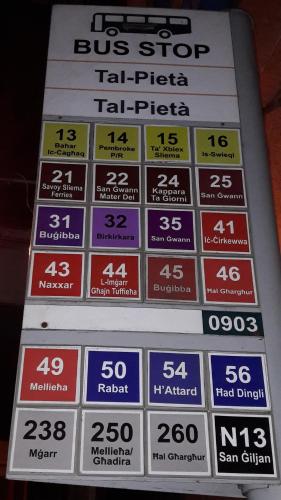 BUS STOP
Tal-Pietà
Tal-Pietà
13 14 15 16
Baħar Iċ-Ċagħaq
Pembroke P/R
Ta' Xbiex Sliema
Is-Swieqi
21 22 24 25
Savoy Sliema Ferries
San Gwann Mater Dei
Kappara Ta Giorni
San Gwann
31 32 35 41
Buġibba
Birkirkara
San Gwann
Iċ-Ċirkewwa
43 44 45 46
Naxxar
L-Imġarr Għajn Tuffieħa
Buġibba
Ħal Għargħur
0903
49 50 54 56
Mellieħa
Rabat
H'Attard
Ħad Dingli
238 250 260 N13
Mġarr
Mellieħa/ Għadira
Ħal Għargħur
San Ġiljan